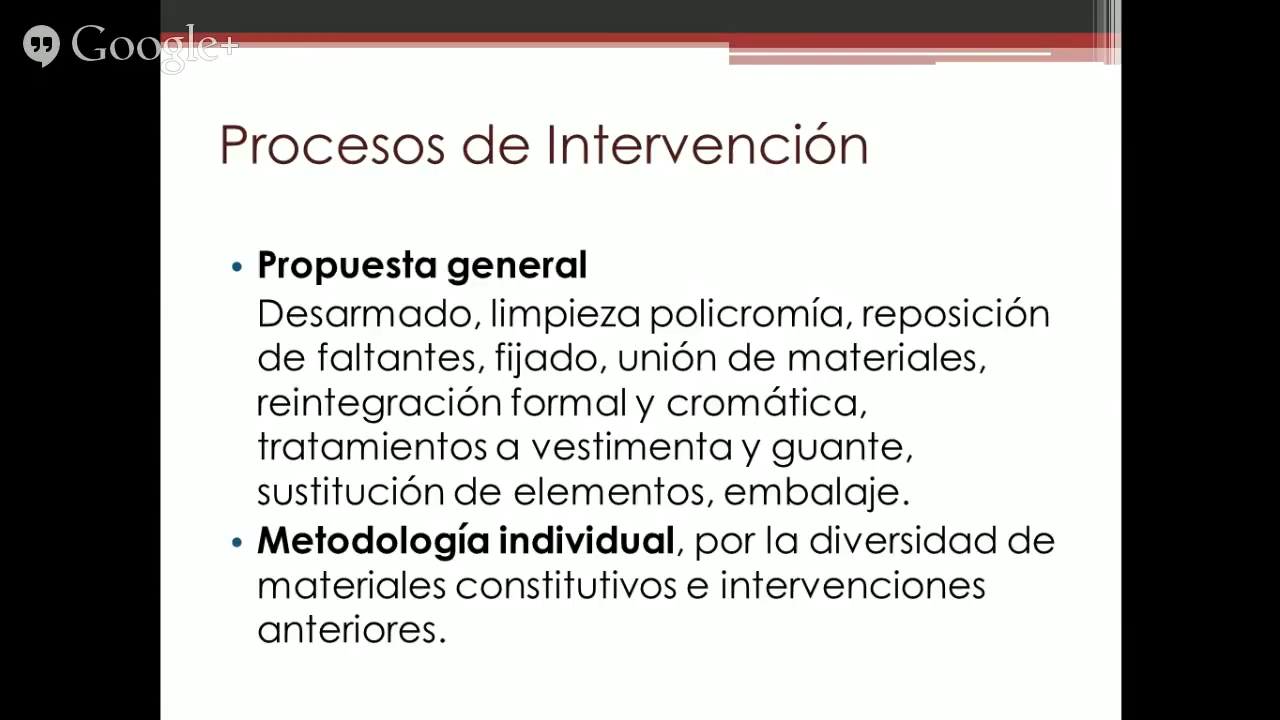 Google+
Procesos de Intervención
• Propuesta general
Desarmado, limpieza policromía, reposición
de faltantes, fijado, unión de materiales,
reintegración formal y cromática,
tratamientos a vestimenta y guante,
sustitución de elementos, embalaje.
• Metodología individual, por la diversidad de
materiales constitutivos e intervenciones
anteriores.